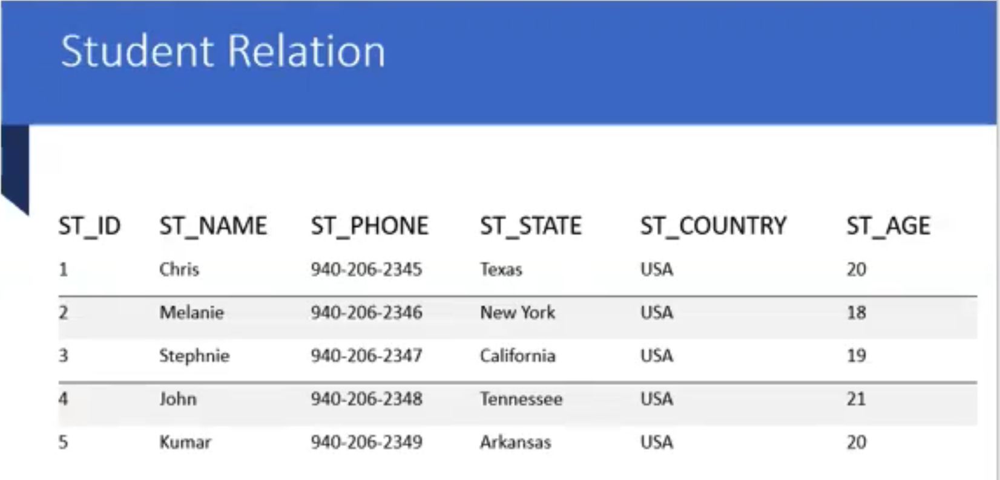 Student Relation
ST_ID ST_NAME ST_PHONE ST_STATE ST_COUNTRY ST_AGE
1 Chris 940-206-2345 Texas USA 20
2 Melanie 940-206-2346 New York USA 18
3 Stephnie 940-206-2347 California USA 19
4 John 940-206-2348 Tennessee USA 21
5 Kumar 940-206-2349 Arkansas USA 20